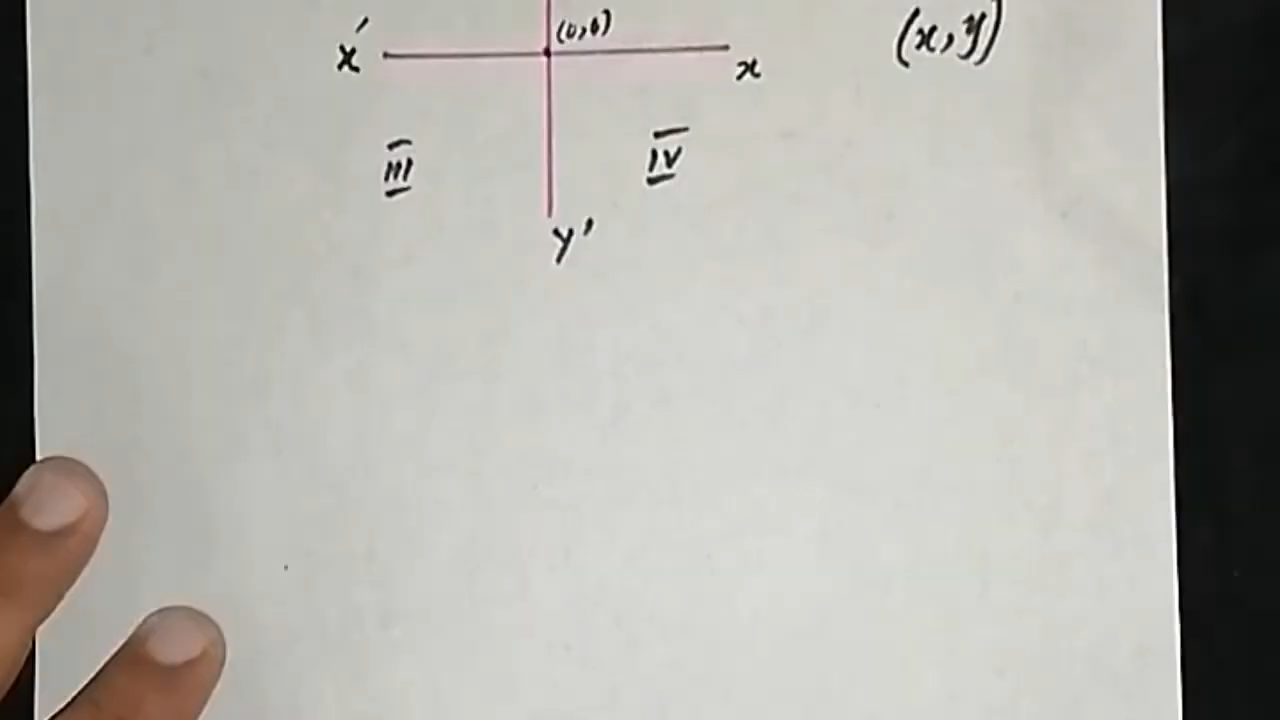 (0,0)
(x,y)
x' x
III IV
y'